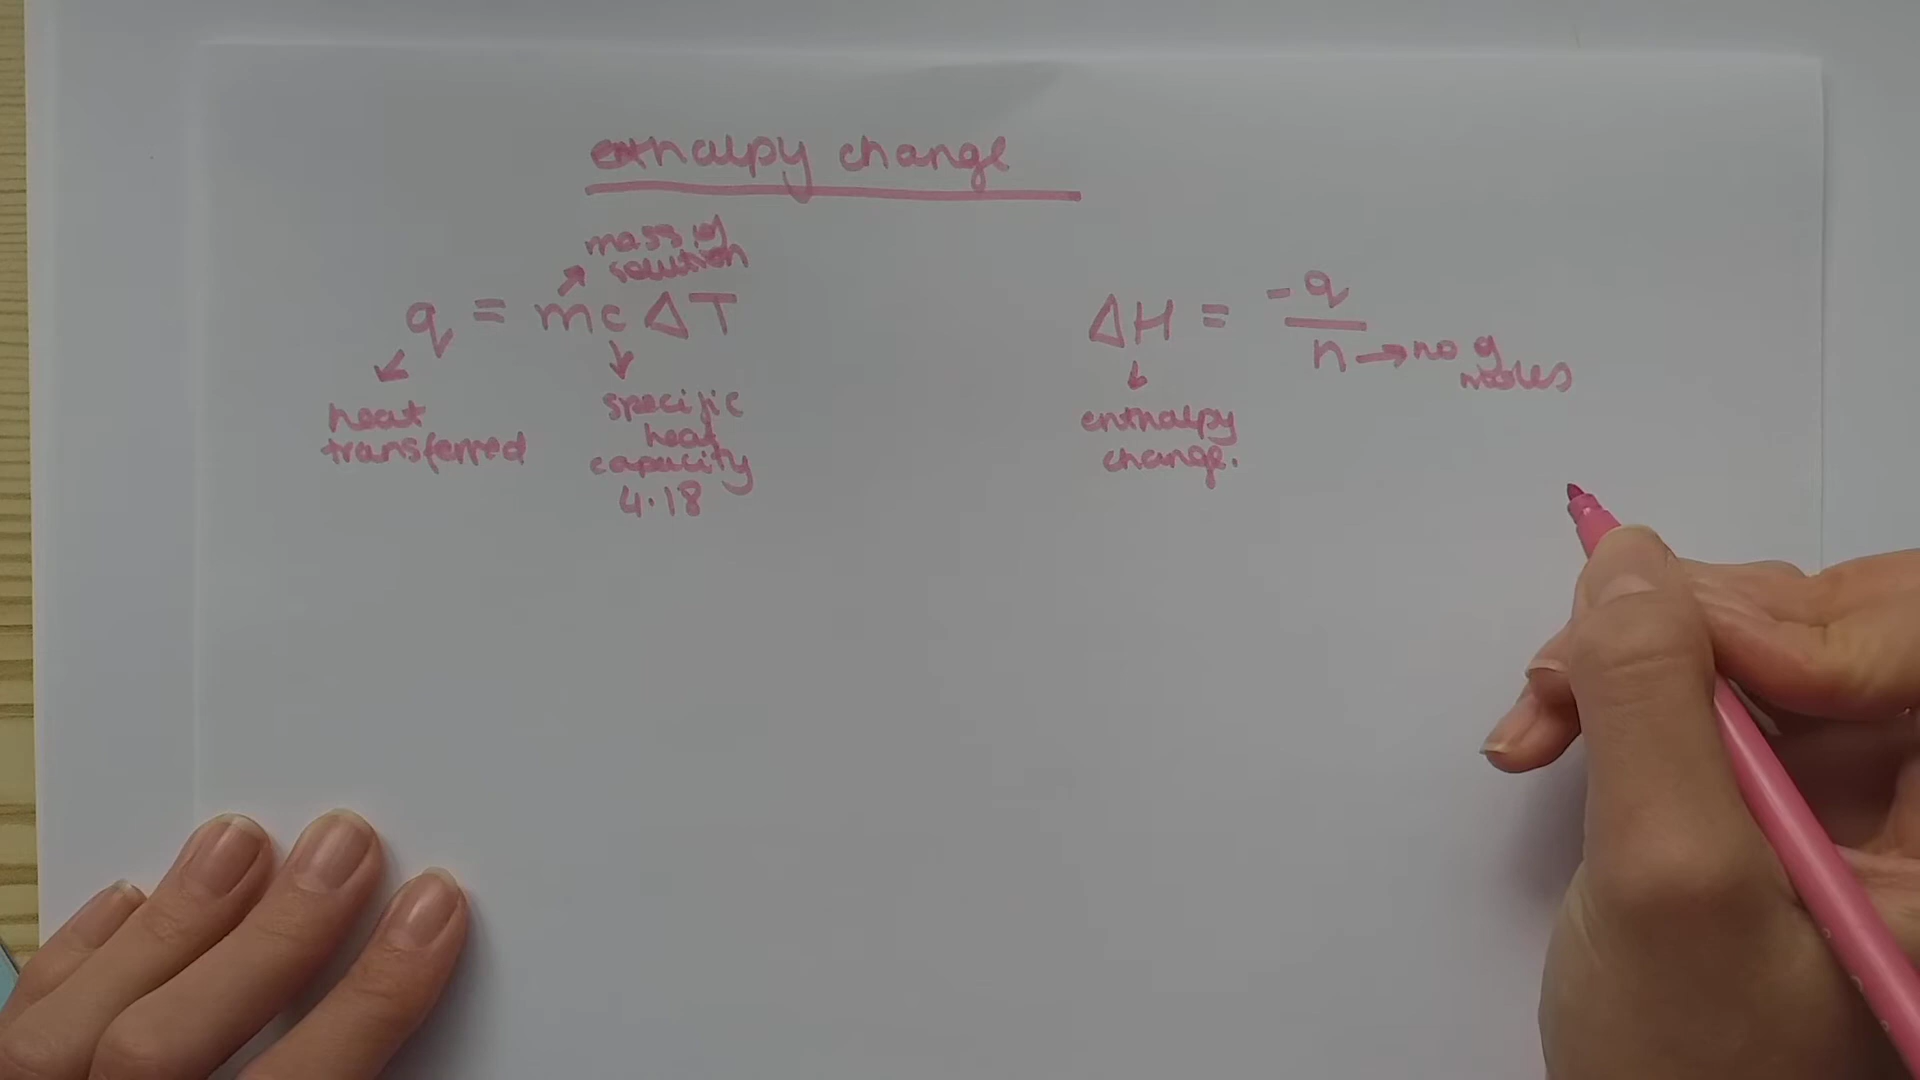 enthalpy change
mass of
solution
q = mcΔT
heat
transferred
specific
heat
capacity
4.18
ΔH = -q
n → no of
moles
enthalpy
change.